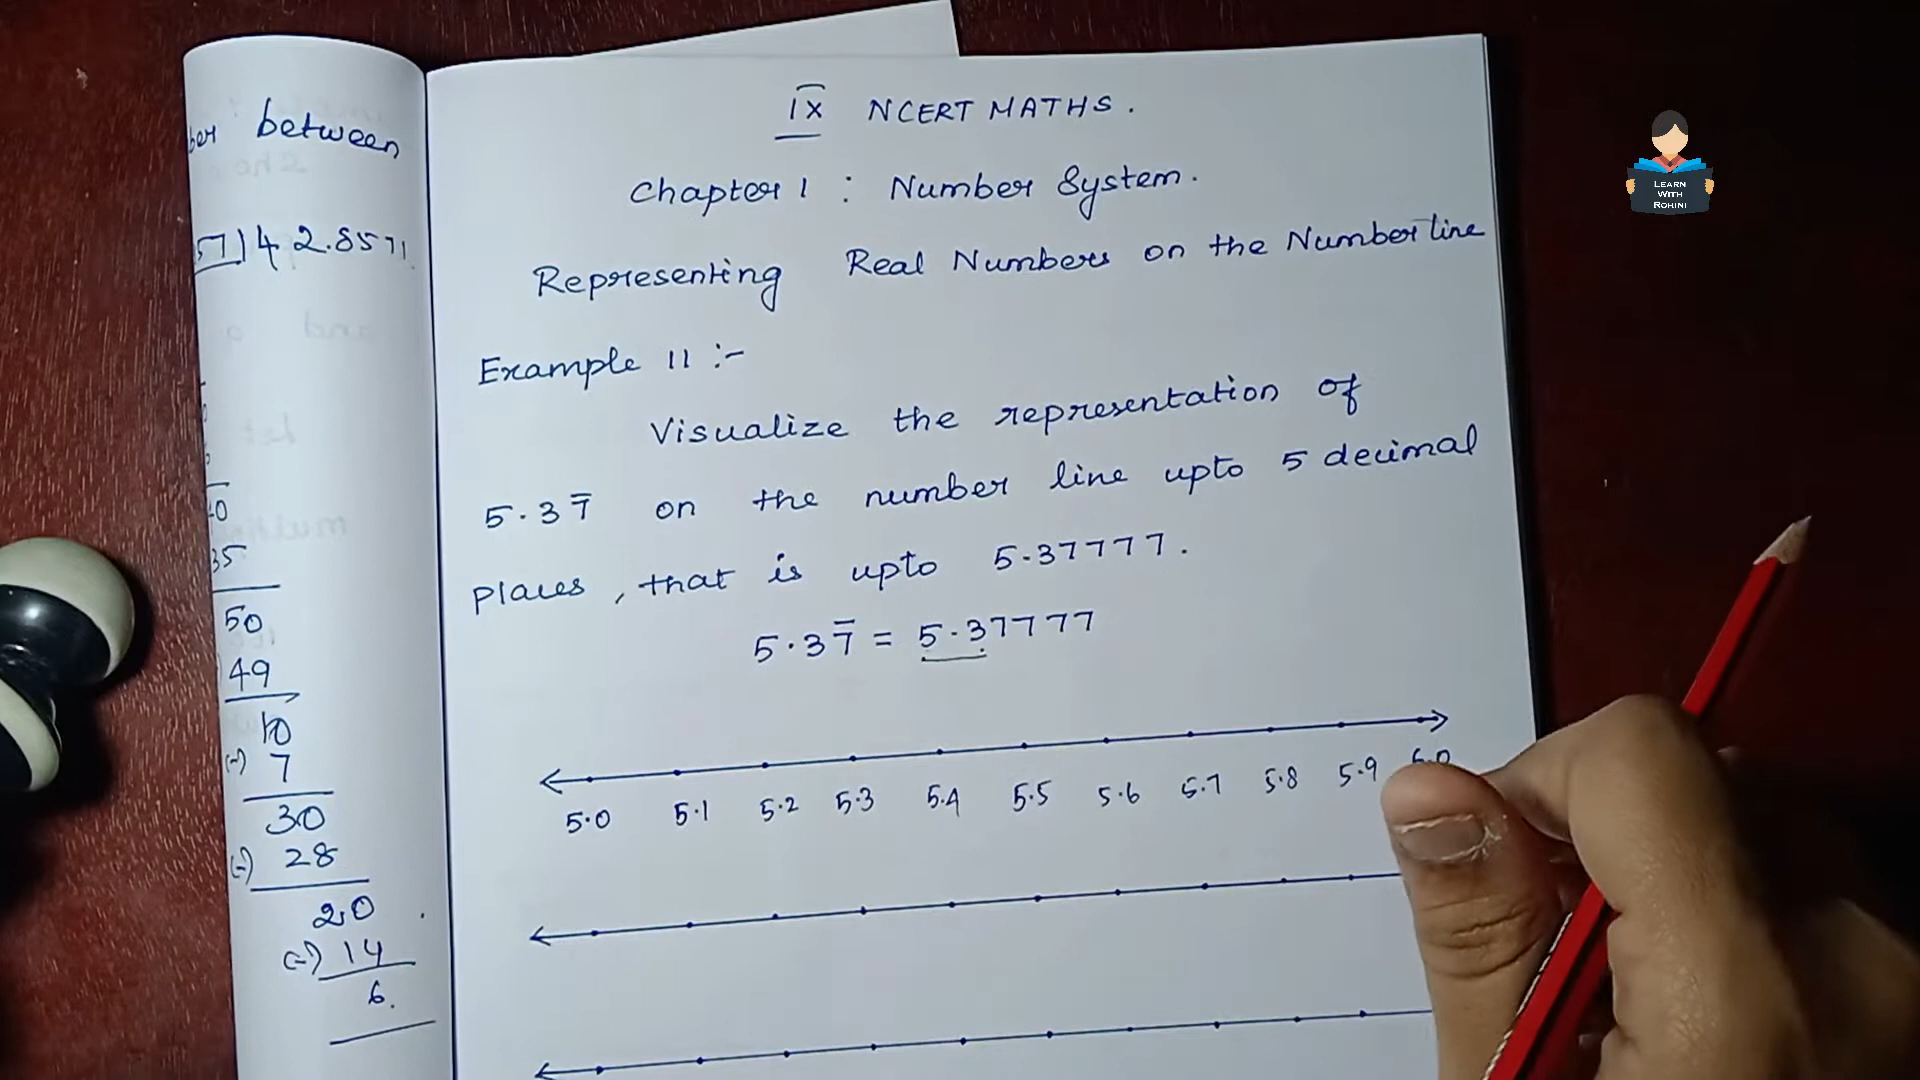 between
142.8571
50
49
10
(-) 7
30
(-) 28
20
(-) 14
6.
IX NCERT MATHS.
Chapter 1 : Number System.
Representing Real Numbers on the Number line
Example 11 :-
Visualize the representation of
5.37̅ on the number line upto 5 decimal
places, that is upto 5.37777.
5.37̅ = 5.37777
5.0 5.1 5.2 5.3 5.4 5.5 5.6 5.7 5.8 5.9 6.0
LEARN
WITH
ROHINI